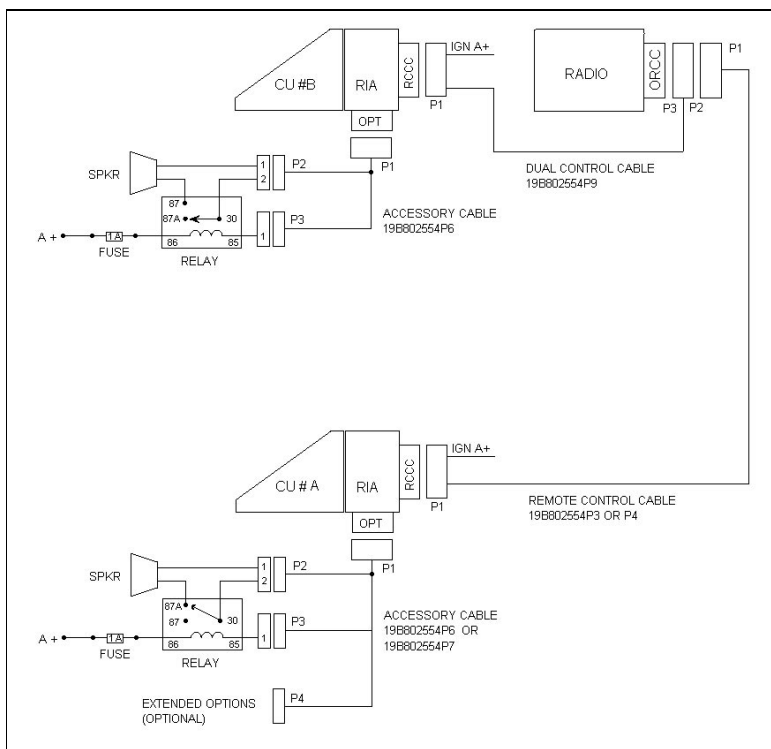 CU #B
RIA
RCCC
OPT
P1
IGN A+
RADIO
ORCC
P3
P2
P1
P1
DUAL CONTROL CABLE
19B802554P9
SPKR
1
2
P2
87
87A
30
86
85
RELAY
A +
1A
FUSE
1
P3
ACCESSORY CABLE
19B802554P6
CU # A
RIA
RCCC
OPT
P1
IGN A+
REMOTE CONTROL CABLE
19B802554P3 OR P4
P1
SPKR
1
2
P2
87A
87
30
86
85
RELAY
A +
1A
FUSE
1
P3
ACCESSORY CABLE
19B802554P6 OR
19B802554P7
EXTENDED OPTIONS
(OPTIONAL)
P4